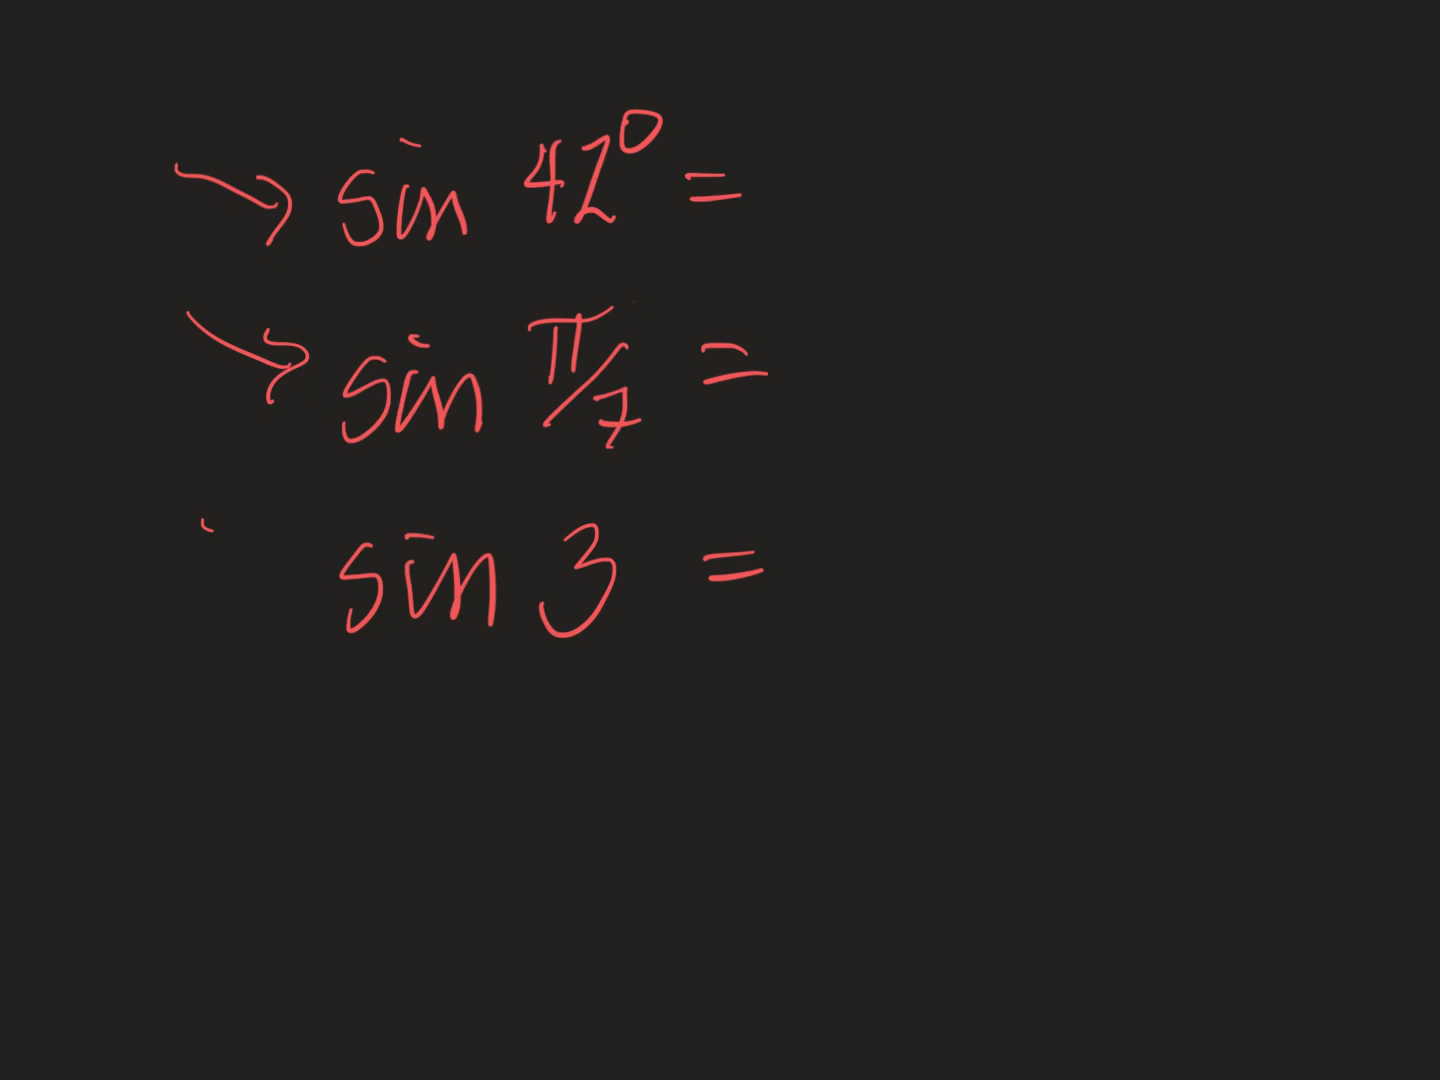 → sin 42° =
→ sin π/7 =
sin 3 =